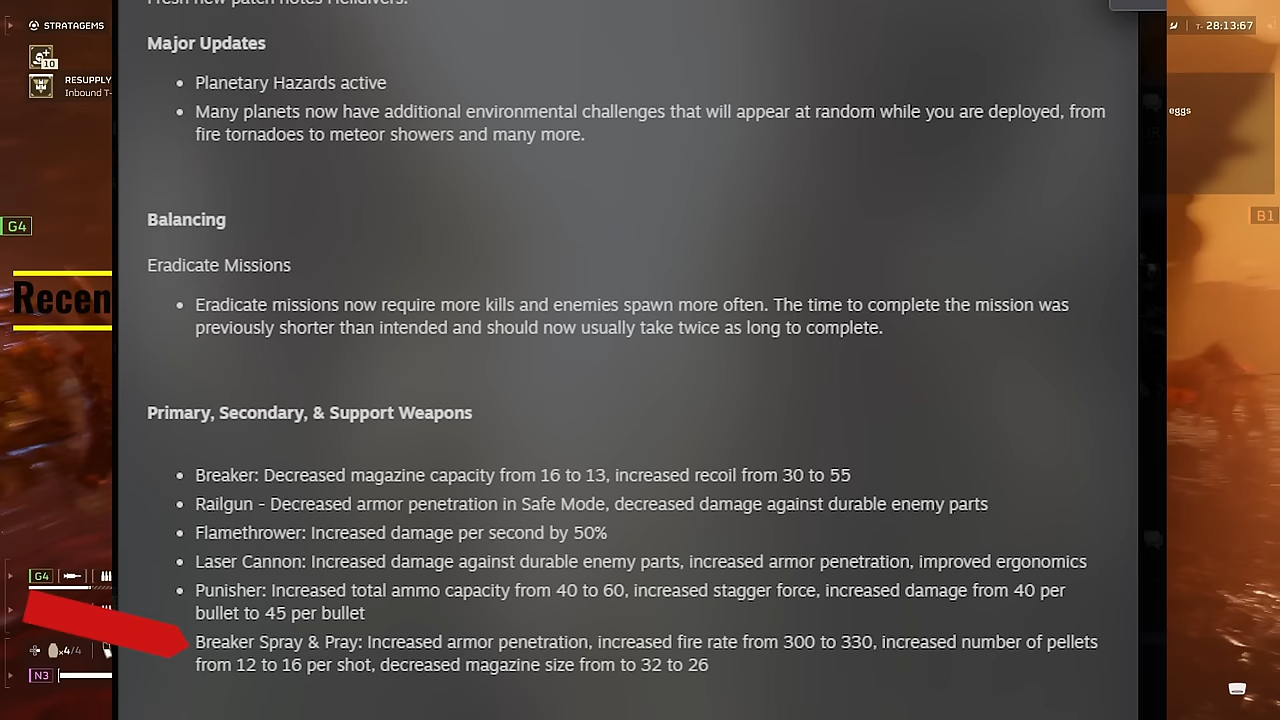 Fresh new patch notes Helldivers.
STRATAGEMS
10
RESUPPLY
Inbound T-
T- 28:13:67
eggs
G4
B1
Recen
Major Updates
Planetary Hazards active
Many planets now have additional environmental challenges that will appear at random while you are deployed, from
fire tornadoes to meteor showers and many more.
Balancing
Eradicate Missions
Eradicate missions now require more kills and enemies spawn more often. The time to complete the mission was
previously shorter than intended and should now usually take twice as long to complete.
Primary, Secondary, & Support Weapons
Breaker: Decreased magazine capacity from 16 to 13, increased recoil from 30 to 55
Railgun - Decreased armor penetration in Safe Mode, decreased damage against durable enemy parts
Flamethrower: Increased damage per second by 50%
Laser Cannon: Increased damage against durable enemy parts, increased armor penetration, improved ergonomics
Punisher: Increased total ammo capacity from 40 to 60, increased stagger force, increased damage from 40 per
bullet to 45 per bullet
Breaker Spray & Pray: Increased armor penetration, increased fire rate from 300 to 330, increased number of pellets
from 12 to 16 per shot, decreased magazine size from to 32 to 26
G4
x4/4
N3